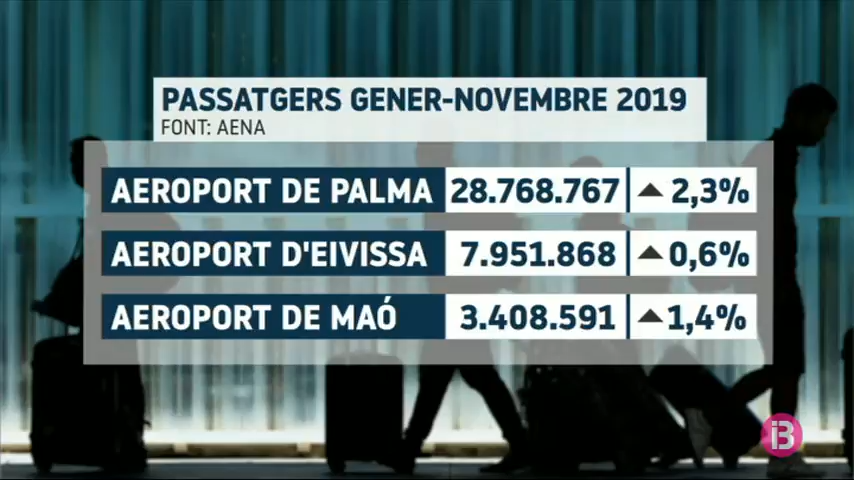 PASSATGERS GENER-NOVEMBRE 2019
FONT: AENA
AEROPORT DE PALMA 28.768.767 2,3%
AEROPORT D'EIVISSA 7.951.868 0,6%
AEROPORT DE MAÓ 3.408.591 1,4%
iB